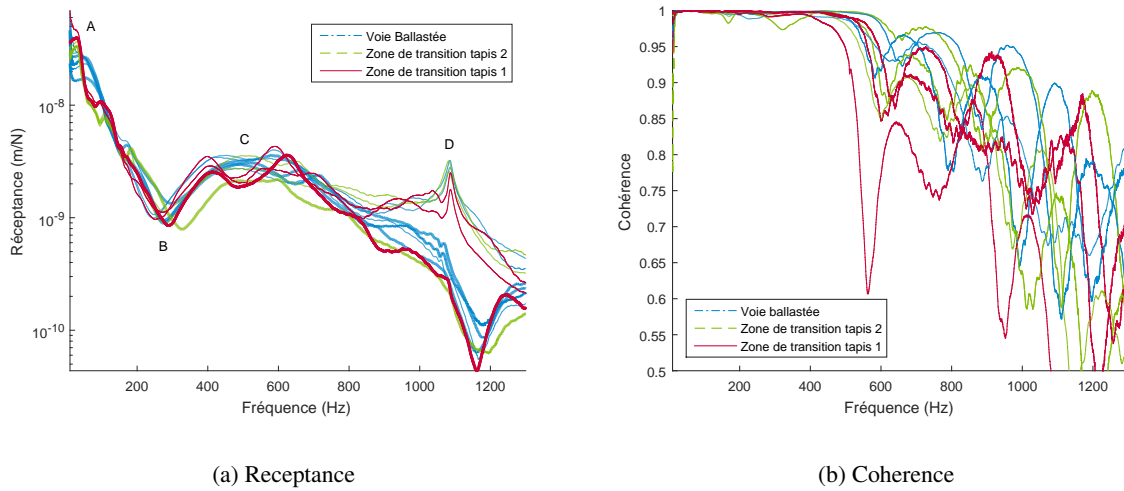 A
C
D
B
Voie Ballastée
Zone de transition tapis 2
Zone de transition tapis 1
10⁻⁸
10⁻⁹
10⁻¹⁰
Réceptance (m/N)
200 400 600 800 1000 1200
Fréquence (Hz)
(a) Receptance
1
0.95
0.9
0.85
0.8
0.75
0.7
0.65
0.6
0.55
0.5
Cohérence
Voie ballastée
Zone de transition tapis 2
Zone de transition tapis 1
200 400 600 800 1000 1200
Fréquence (Hz)
(b) Coherence